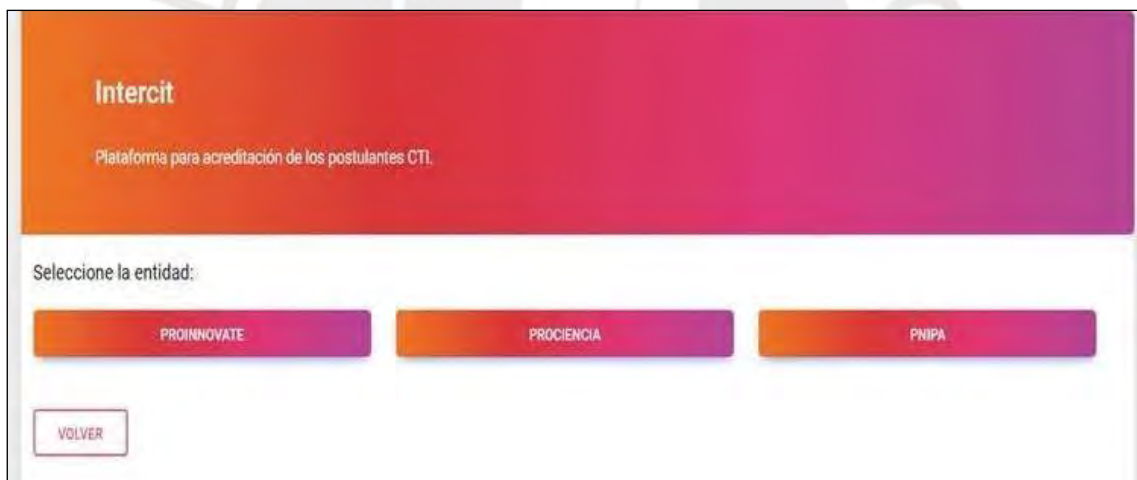 Intercit
Plataforma para acreditación de los postulantes CTI.
Seleccione la entidad:
PROINNOVATE PROCIENCIA PNIPA
VOLVER